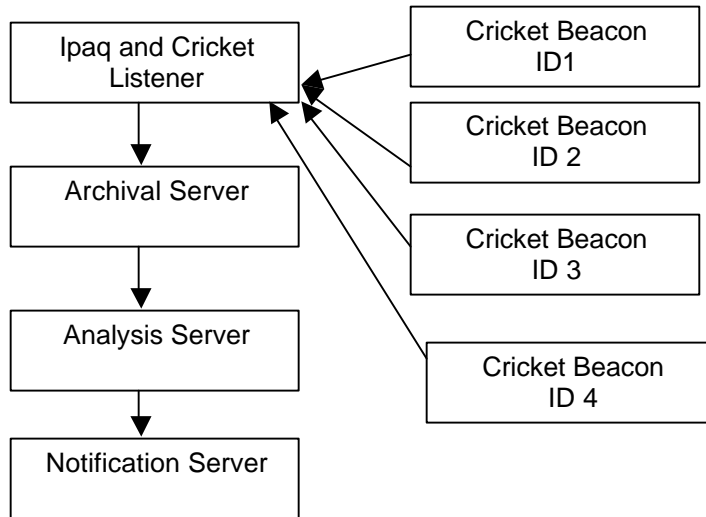 Ipaq and Cricket
Listener
Archival Server
Analysis Server
Notification Server
Cricket Beacon
ID1
Cricket Beacon
ID 2
Cricket Beacon
ID 3
Cricket Beacon
ID 4